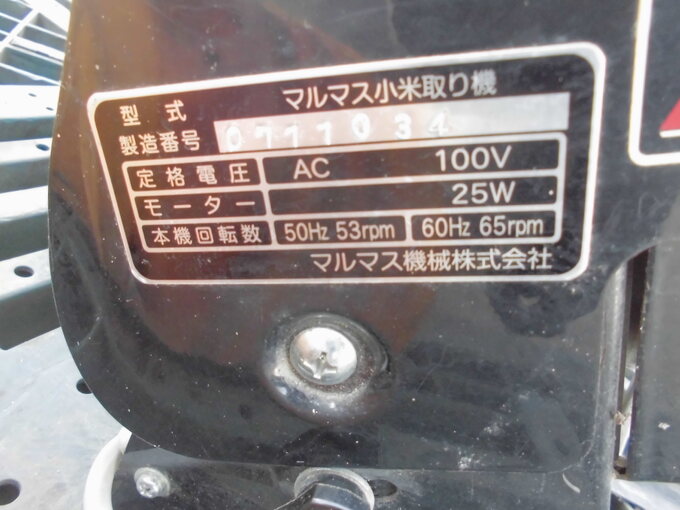 型式 マルマス小米取り機
製造番号 0711034
定格電圧 AC 100V
モーター 25W
本機回転数 50Hz 53rpm 60Hz 65rpm
マルマス機械株式会社